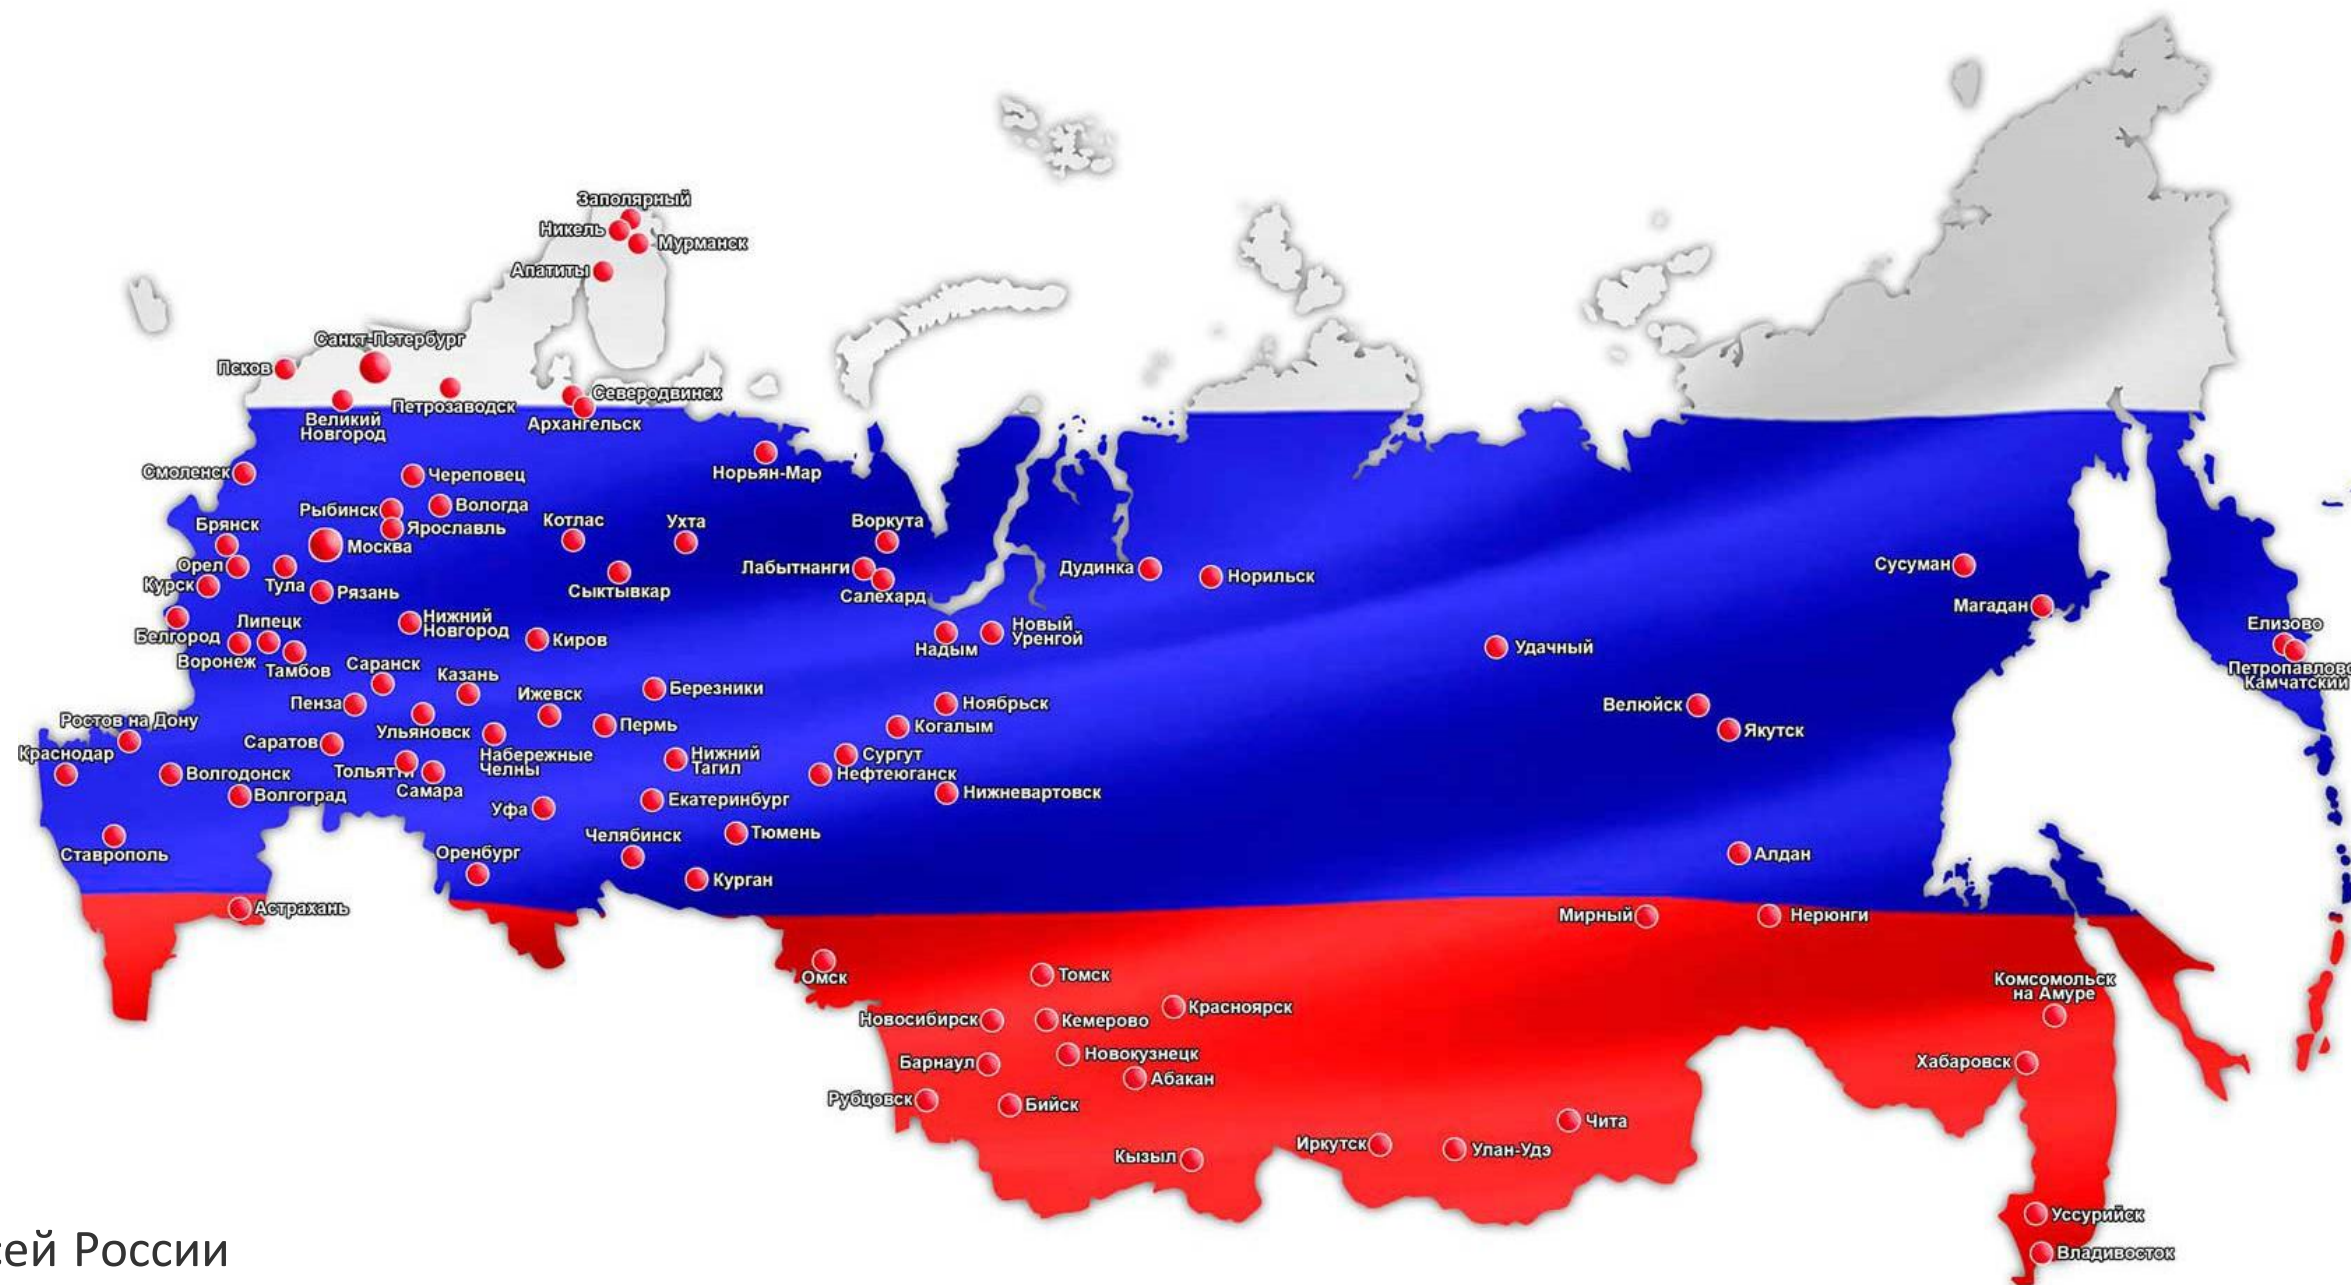 Заполярный
Никель
Мурманск
Апатиты
Санкт-Петербург
Псков
Северодвинск
Петрозаводск
Великий
Новгород
Архангельск
Норьян-Мар
Смоленск
Череповец
Рыбинск
Вологда
Брянск
Ярославль
Котлас
Ухта
Воркута
Москва
Орел
Лабытнанги
Дудинка
Норильск
Сусуман
Курск
Тула
Рязань
Сыктывкар
Салехард
Магадан
Липецк
Нижний
Новгород
Новый
Уренгой
Елизово
Белгород
Киров
Надым
Удачный
Воронеж
Тамбов
Саранск
Петропавловс
Камчатский
Казань
Ижевск
Березники
Пенза
Ноябрьск
Велюйск
Ростов на Дону
Ульяновск
Пермь
Когалым
Якутск
Краснодар
Саратов
Набережные
Челны
Нижний
Тагил
Сургут
Волгодонск
Тольятти
Нефтеюганск
Самара
Волгоград
Уфа
Екатеринбург
Нижневартовск
Челябинск
Тюмень
Ставрополь
Оренбург
Алдан
Курган
Астрахань
Мирный
Нерюнги
Омск
Томск
Комсомольск
на Амуре
Красноярск
Новосибирск
Кемерово
Новокузнецк
Барнаул
Хабаровск
Абакан
Рубцовск
Бийск
Чита
Иркутск
Улан-Удэ
Кызыл
Уссурийск
Владивосток
сей России